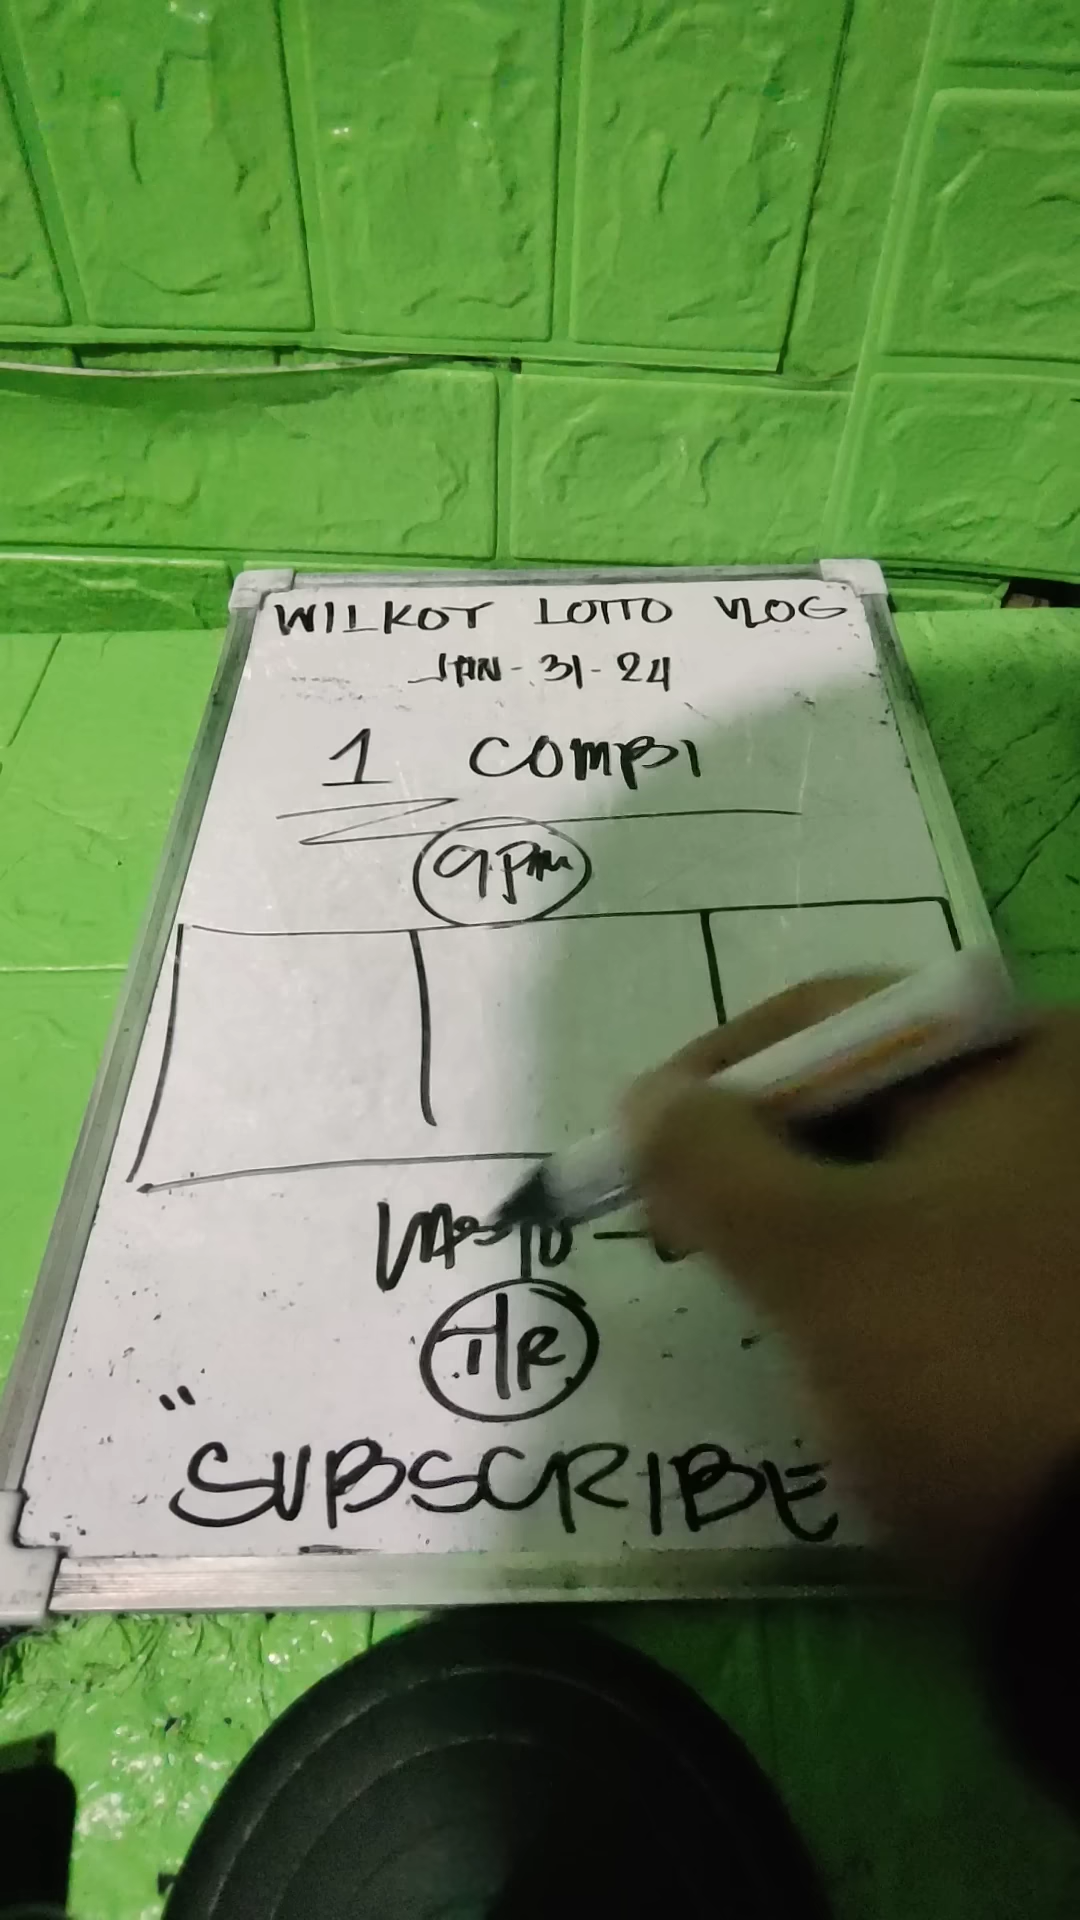 WILKOT LOTTO VLOG
JAN-31-24
1 COMBI
9pm
T/R
"
SUBSCRIBE